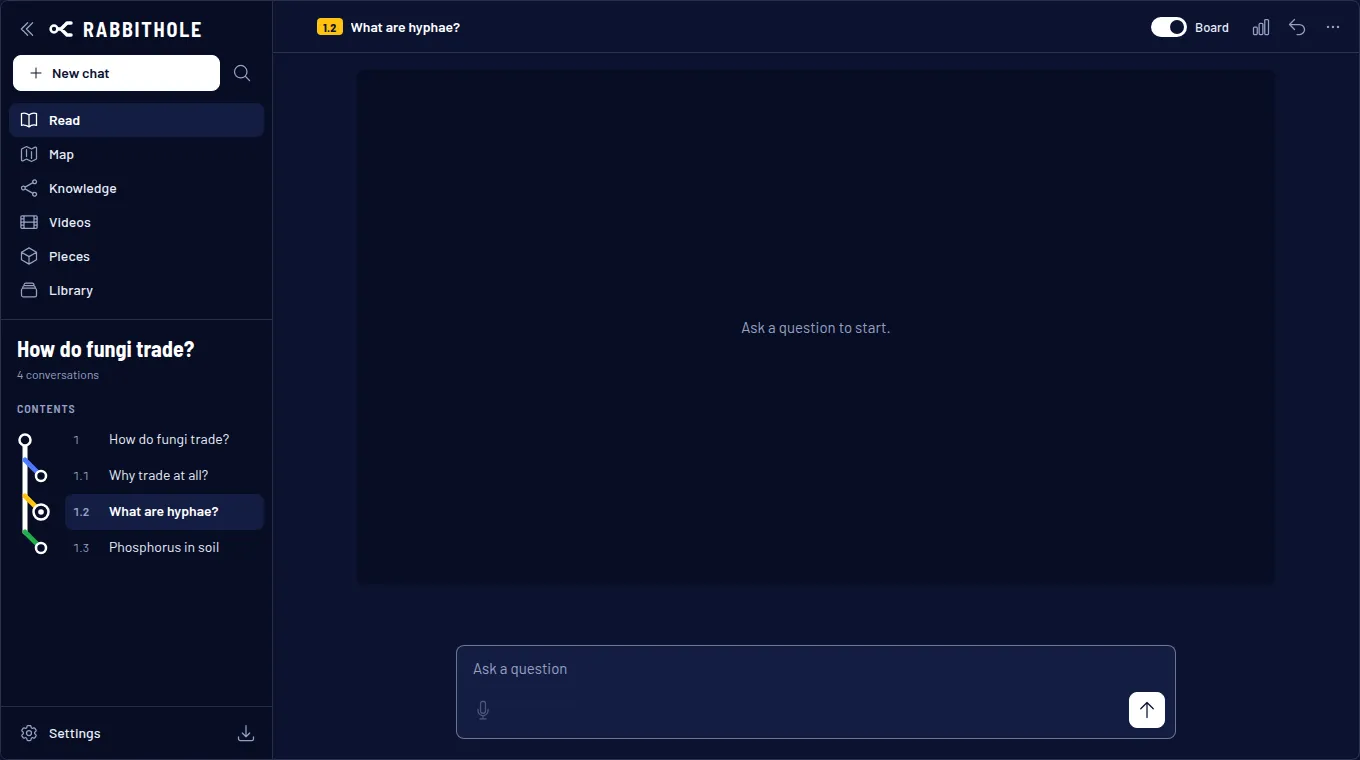 RABBITHOLE
New chat
Read
Map
Knowledge
Videos
Pieces
Library
How do fungi trade?
4 conversations
CONTENTS
1 How do fungi trade?
1.1 Why trade at all?
1.2 What are hyphae?
1.3 Phosphorus in soil
Settings
1.2 What are hyphae?
Board
Ask a question to start.
Ask a question